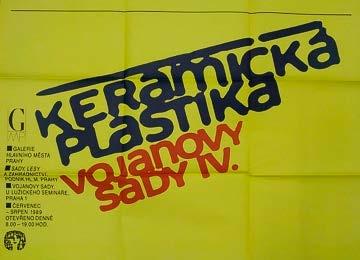 KERAMICKÁ
PLASTIKA
VOJANOVY
SADY IV.
G
MP
GALERIE
HLAVNÍHO MĚSTA
PRAHY
SADY, LESY
A ZAHRADNICTVÍ,
PODNIK HL. M. PRAHY
VOJANOVY SADY,
U LUŽICKÉHO SEMINÁŘE,
PRAHA 1
ČERVENEC
– SRPEN 1989
OTEVŘENO DENNĚ
8.00 – 19.00 HOD.